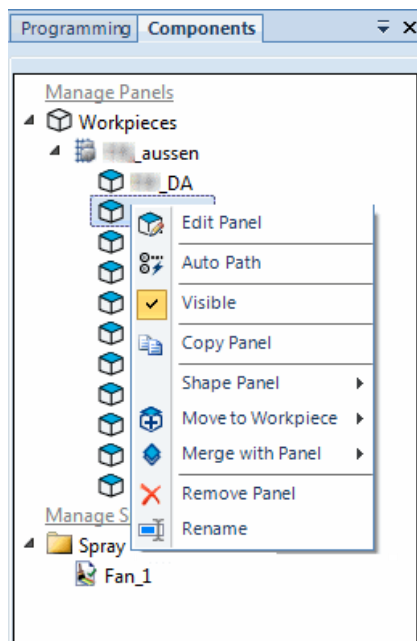 Programming Components
Manage Panels
Workpieces
_aussen
_DA
Edit Panel
Auto Path
Visible
Copy Panel
Shape Panel
Move to Workpiece
Merge with Panel
Remove Panel
Manage S
Rename
Spray
Fan_1